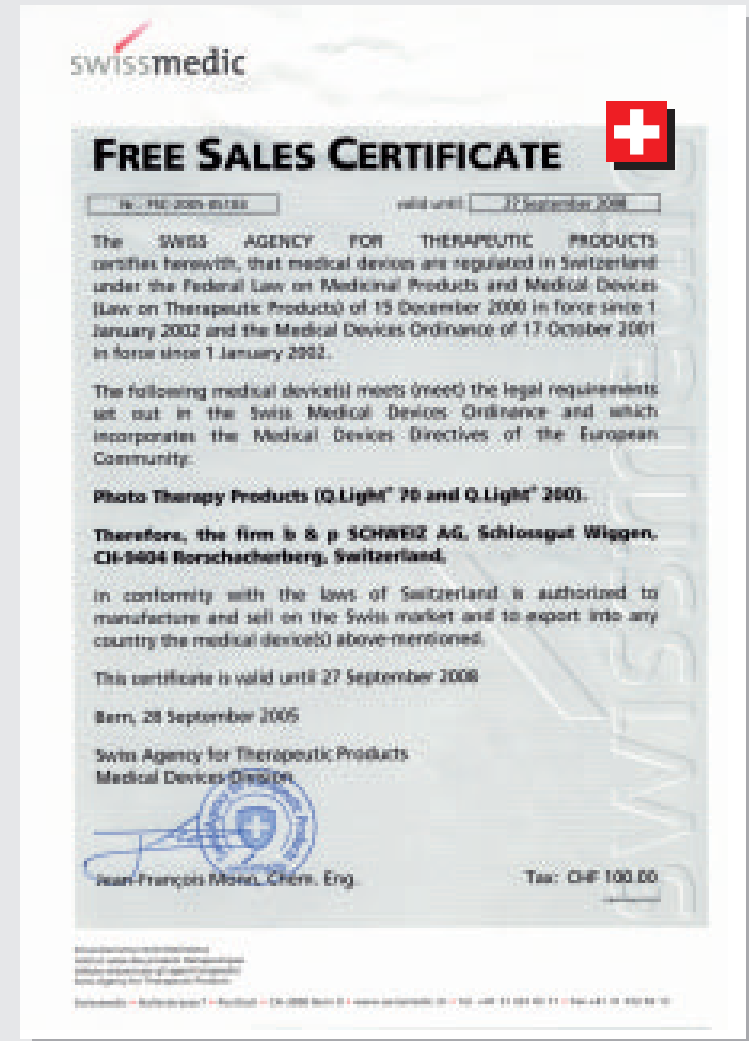 swissmedic
FREE SALES CERTIFICATE
valid until: 27 September 2008
The SWISS AGENCY FOR THERAPEUTIC PRODUCTS
certifies herewith, that medical devices are regulated in Switzerland
under the Federal Law on Medicinal Products and Medical Devices
(Law on Therapeutic Products) of 15 December 2000 in force since 1
January 2002 and the Medical Devices Ordinance of 17 October 2001
in force since 1 January 2002.
The following medical device(s) meets (meet) the legal requirements
set out in the Swiss Medical Devices Ordinance and which
incorporates the Medical Devices Directives of the European
Community:
Photo Therapy Products (Q.Light® 70 and Q.Light® 200).
Therefore, the firm b & p SCHWEIZ AG, Schlossgut Wiggen,
CH-9404 Rorschacherberg, Switzerland,
in conformity with the laws of Switzerland is authorized to
manufacture and sell on the Swiss market and to export into any
country the medical device(s) above-mentioned.
This certificate is valid until 27 September 2008
Bern, 28 September 2005
Swiss Agency for Therapeutic Products
Medical Devices Division
Jean-François Monn, Chem. Eng.
Tax: CHF 100.00
swissmedic